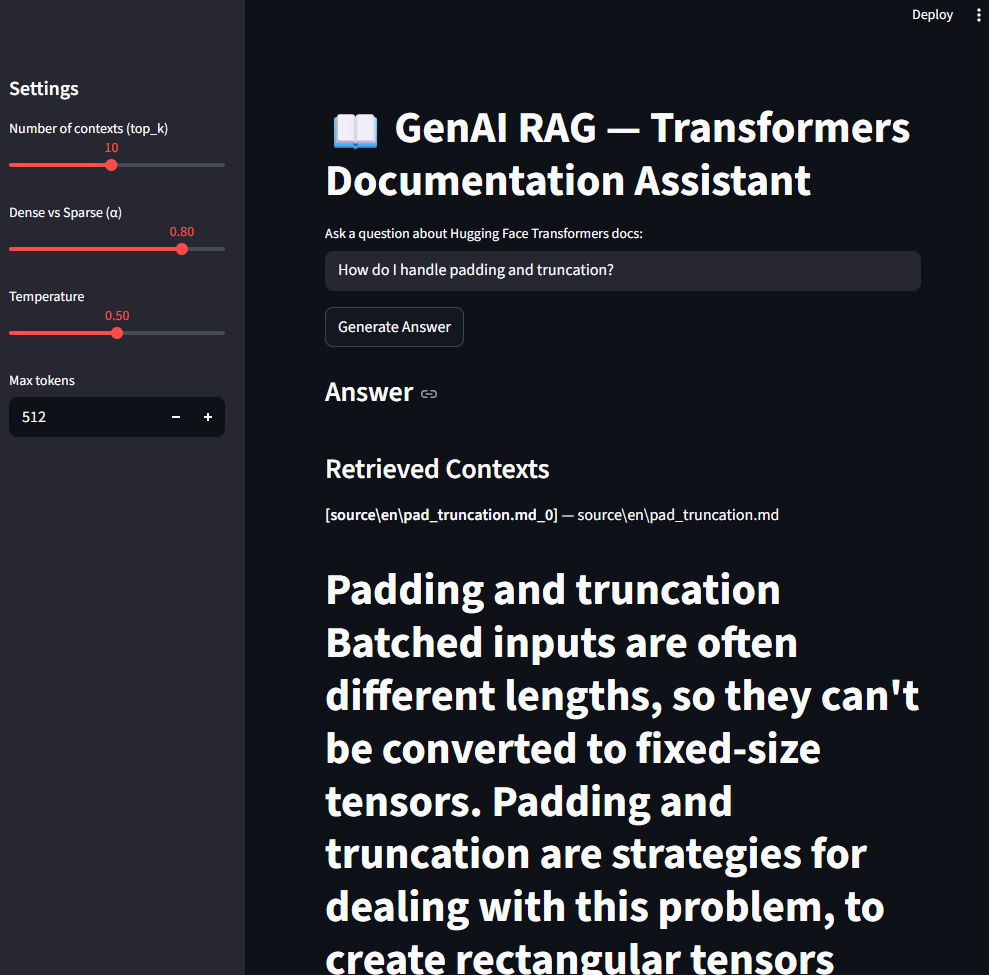 Deploy
Settings
Number of contexts (top_k)
10
Dense vs Sparse (α)
0.80
Temperature
0.50
Max tokens
512
GenAI RAG — Transformers
Documentation Assistant
Ask a question about Hugging Face Transformers docs:
How do I handle padding and truncation?
Generate Answer
Answer
Retrieved Contexts
[source\en\pad_truncation.md_0] — source\en\pad_truncation.md
Padding and truncation
Batched inputs are often
different lengths, so they can't
be converted to fixed-size
tensors. Padding and
truncation are strategies for
dealing with this problem, to
create rectangular tensors